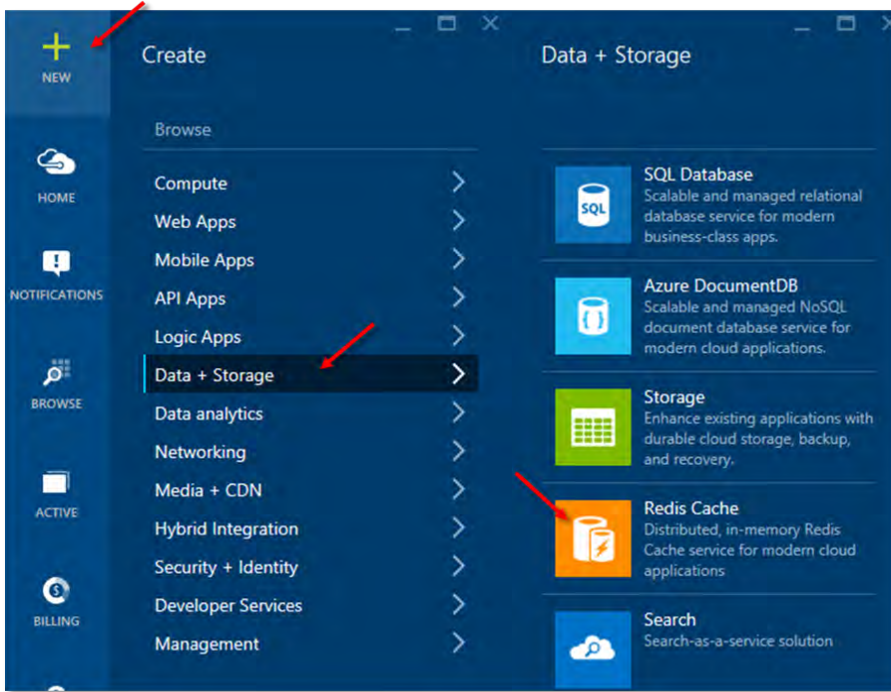 NEW
HOME
NOTIFICATIONS
BROWSE
ACTIVE
BILLING
Create
Browse
Compute
Web Apps
Mobile Apps
API Apps
Logic Apps
Data + Storage
Data analytics
Networking
Media + CDN
Hybrid Integration
Security + Identity
Developer Services
Management
Data + Storage
SQL
SQL Database
Scalable and managed relational
database service for modern
business-class apps.
Azure DocumentDB
Scalable and managed NoSQL
document database service for
modern cloud applications.
Storage
Enhance existing applications with
durable cloud storage, backup,
and recovery.
Redis Cache
Distributed, in-memory Redis
Cache service for modern cloud
applications
Search
Search-as-a-service solution